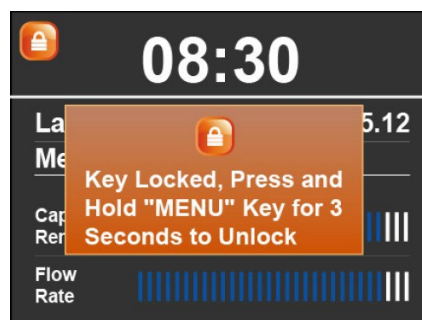 08:30
La
5.12
Me
Key Locked, Press and
Hold "MENU" Key for 3
Seconds to Unlock
Cap
Rer
Flow
Rate